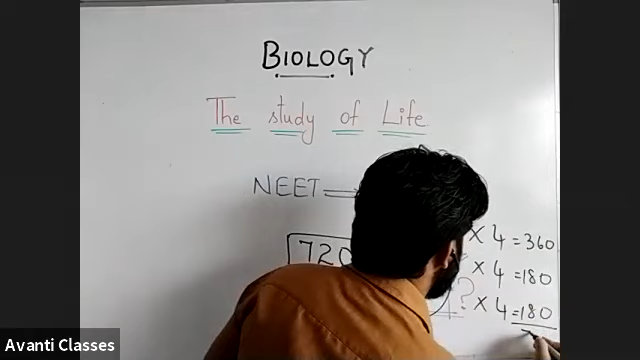 BIOLOGY
The study of Life
NEET
720
× 4 = 360
× 4 = 180
? × 4 = 180
Avanti Classes